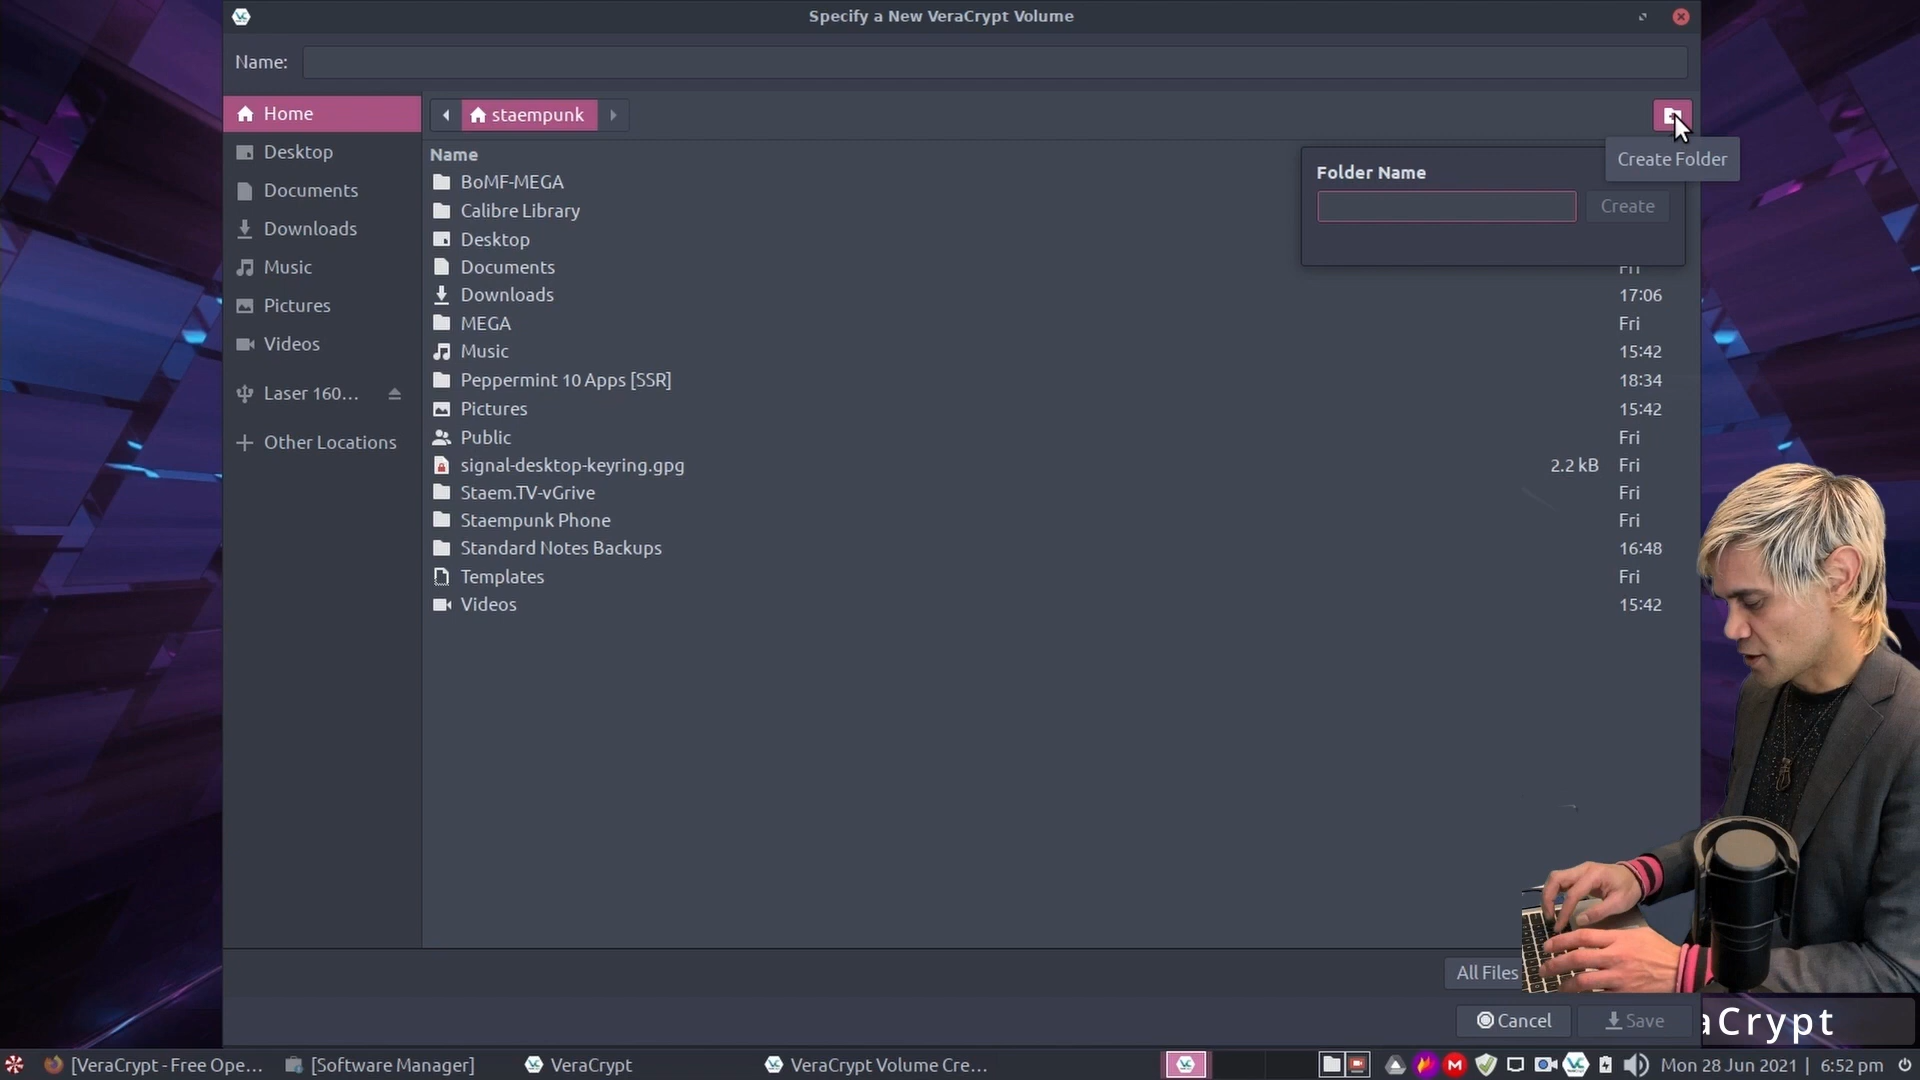 Specify a New VeraCrypt Volume
Name:
Home
Desktop
Documents
Downloads
Music
Pictures
Videos
Laser 160...
Other Locations
staempunk
Create Folder
Folder Name
Create
Name
BoMF-MEGA
Calibre Library
Desktop
Documents Fri
Downloads 17:06
MEGA Fri
Music 15:42
Peppermint 10 Apps [SSR] 18:34
Pictures 15:42
Public Fri
signal-desktop-keyring.gpg 2.2 kB Fri
Staem.TV-vGrive Fri
Staempunk Phone Fri
Standard Notes Backups 16:48
Templates Fri
Videos 15:42
All Files
Cancel Save
aCrypt
[VeraCrypt - Free Ope... [Software Manager] VeraCrypt VeraCrypt Volume Cre... Mon 28 Jun 2021 | 6:52 pm